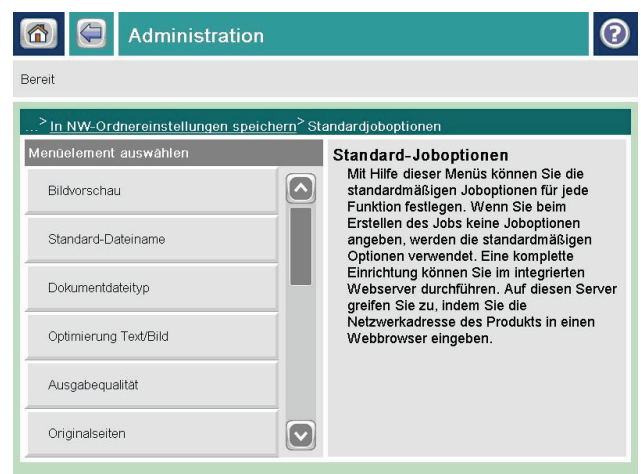 Administration
?
Bereit
...> In NW-Ordnereinstellungen speichern> Standardjoboptionen
Menüelement auswählen
Bildvorschau
Standard-Dateiname
Dokumentdateityp
Optimierung Text/Bild
Ausgabequalität
Originalseiten
Standard-Joboptionen
Mit Hilfe dieser Menüs können Sie die
standardmäßigen Joboptionen für jede
Funktion festlegen. Wenn Sie beim
Erstellen des Jobs keine Joboptionen
angeben, werden die standardmäßigen
Optionen verwendet. Eine komplette
Einrichtung können Sie im integrierten
Webserver durchführen. Auf diesen Server
greifen Sie zu, indem Sie die
Netzwerkadresse des Produkts in einen
Webbrowser eingeben.